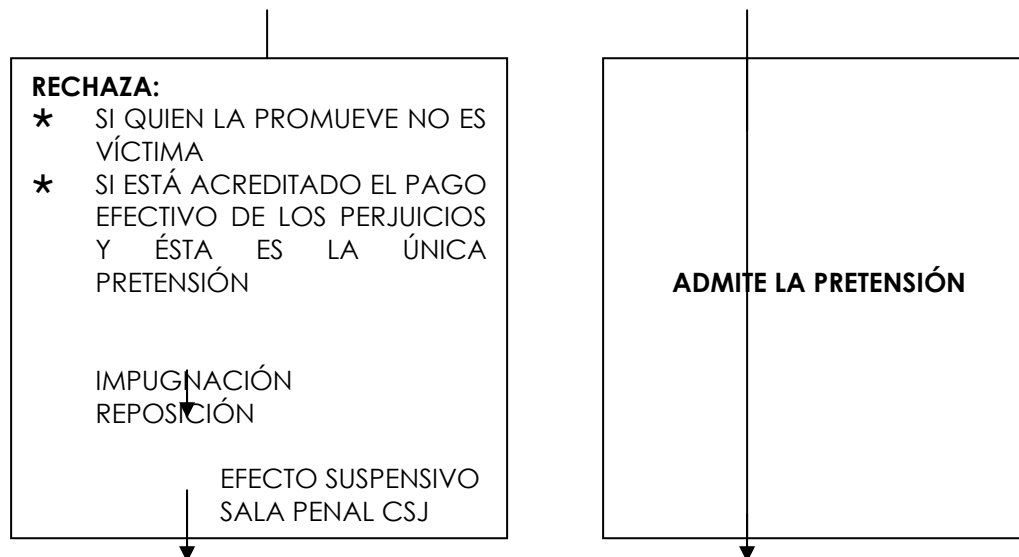 RECHAZA:
* SI QUIEN LA PROMUEVE NO ES
VÍCTIMA
* SI ESTÁ ACREDITADO EL PAGO
EFECTIVO DE LOS PERJUICIOS
Y ÉSTA ES LA ÚNICA
PRETENSIÓN
IMPUGNACIÓN
REPOSICIÓN
EFECTO SUSPENSIVO
SALA PENAL CSJ
ADMITE LA PRETENSIÓN